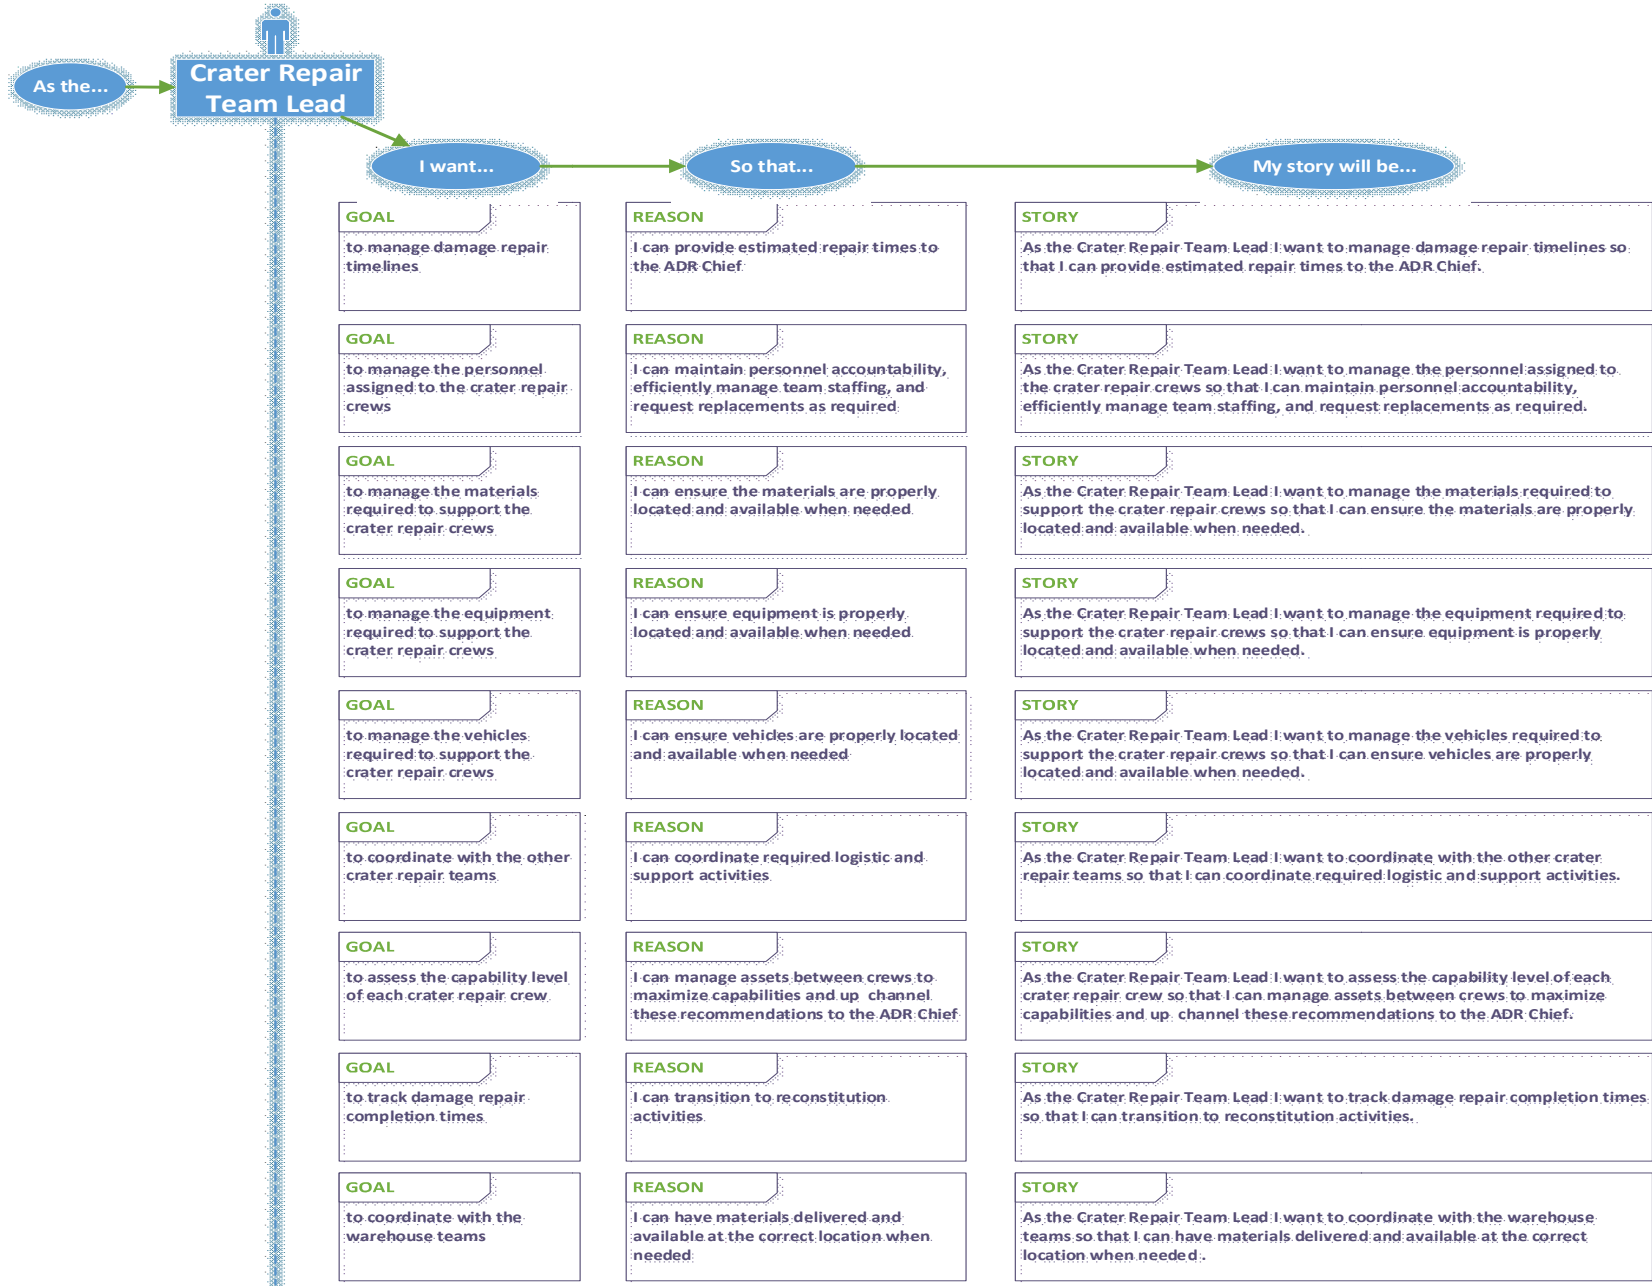 As the...
Crater Repair
Team Lead
I want...
So that...
My story will be...
GOAL
to manage damage repair
timelines
REASON
I can provide estimated repair times to
the ADR Chief
STORY
As the Crater Repair Team Lead I want to manage damage repair timelines so
that I can provide estimated repair times to the ADR Chief.
GOAL
to manage the personnel
assigned to the crater repair
crews
REASON
I can maintain personnel accountability,
efficiently manage team staffing, and
request replacements as required
STORY
As the Crater Repair Team Lead I want to manage the personnel assigned to
the crater repair crews so that I can maintain personnel accountability,
efficiently manage team staffing, and request replacements as required.
GOAL
to manage the materials
required to support the
crater repair crews
REASON
I can ensure the materials are properly
located and available when needed
STORY
As the Crater Repair Team Lead I want to manage the materials required to
support the crater repair crews so that I can ensure the materials are properly
located and available when needed.
GOAL
to manage the equipment
required to support the
crater repair crews
REASON
I can ensure equipment is properly
located and available when needed
STORY
As the Crater Repair Team Lead I want to manage the equipment required to
support the crater repair crews so that I can ensure equipment is properly
located and available when needed.
GOAL
to manage the vehicles
required to support the
crater repair crews
REASON
I can ensure vehicles are properly located
and available when needed
STORY
As the Crater Repair Team Lead I want to manage the vehicles required to
support the crater repair crews so that I can ensure vehicles are properly
located and available when needed.
GOAL
to coordinate with the other
crater repair teams
REASON
I can coordinate required logistic and
support activities
STORY
As the Crater Repair Team Lead I want to coordinate with the other crater
repair teams so that I can coordinate required logistic and support activities.
GOAL
to assess the capability level
of each crater repair crew
REASON
I can manage assets between crews to
maximize capabilities and up channel
these recommendations to the ADR Chief
STORY
As the Crater Repair Team Lead I want to assess the capability level of each
crater repair crew so that I can manage assets between crews to maximize
capabilities and up channel these recommendations to the ADR Chief.
GOAL
to track damage repair
completion times
REASON
I can transition to reconstitution
activities
STORY
As the Crater Repair Team Lead I want to track damage repair completion times
so that I can transition to reconstitution activities.
GOAL
to coordinate with the
warehouse teams
REASON
I can have materials delivered and
available at the correct location when
needed
STORY
As the Crater Repair Team Lead I want to coordinate with the warehouse
teams so that I can have materials delivered and available at the correct
location when needed .